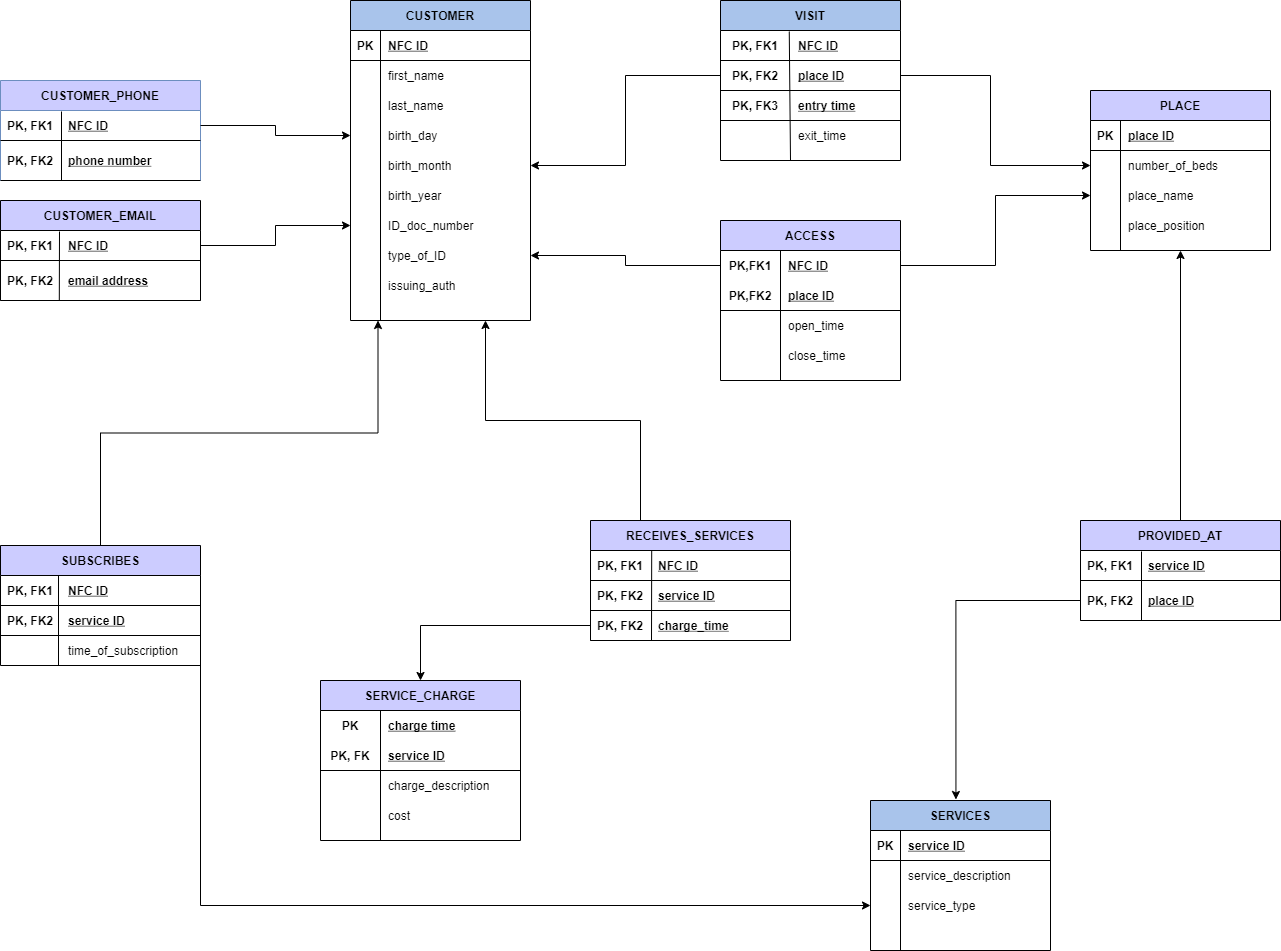 CUSTOMER
PK NFC ID
first_name
last_name
birth_day
birth_month
birth_year
ID_doc_number
type_of_ID
issuing_auth
VISIT
PK, FK1 NFC ID
PK, FK2 place ID
PK, FK3 entry time
exit_time
CUSTOMER_PHONE
PK, FK1 NFC ID
PK, FK2 phone number
PLACE
PK place ID
number_of_beds
place_name
place_position
CUSTOMER_EMAIL
PK, FK1 NFC ID
PK, FK2 email address
ACCESS
PK,FK1 NFC ID
PK,FK2 place ID
open_time
close_time
SUBSCRIBES
PK, FK1 NFC ID
PK, FK2 service ID
time_of_subscription
RECEIVES_SERVICES
PK, FK1 NFC ID
PK, FK2 service ID
PK, FK2 charge_time
PROVIDED_AT
PK, FK1 service ID
PK, FK2 place ID
SERVICE_CHARGE
PK charge time
PK, FK service ID
charge_description
cost
SERVICES
PK service ID
service_description
service_type